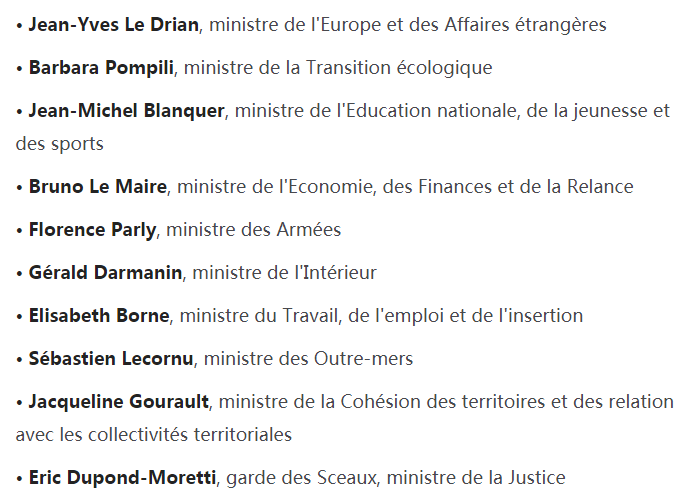 • Jean-Yves Le Drian, ministre de l'Europe et des Affaires étrangères
• Barbara Pompili, ministre de la Transition écologique
• Jean-Michel Blanquer, ministre de l'Education nationale, de la jeunesse et
des sports
• Bruno Le Maire, ministre de l'Economie, des Finances et de la Relance
• Florence Parly, ministre des Armées
• Gérald Darmanin, ministre de l'Intérieur
• Elisabeth Borne, ministre du Travail, de l'emploi et de l'insertion
• Sébastien Lecornu, ministre des Outre-mers
• Jacqueline Gourault, ministre de la Cohésion des territoires et des relation
avec les collectivités territoriales
• Eric Dupond-Moretti, garde des Sceaux, ministre de la Justice